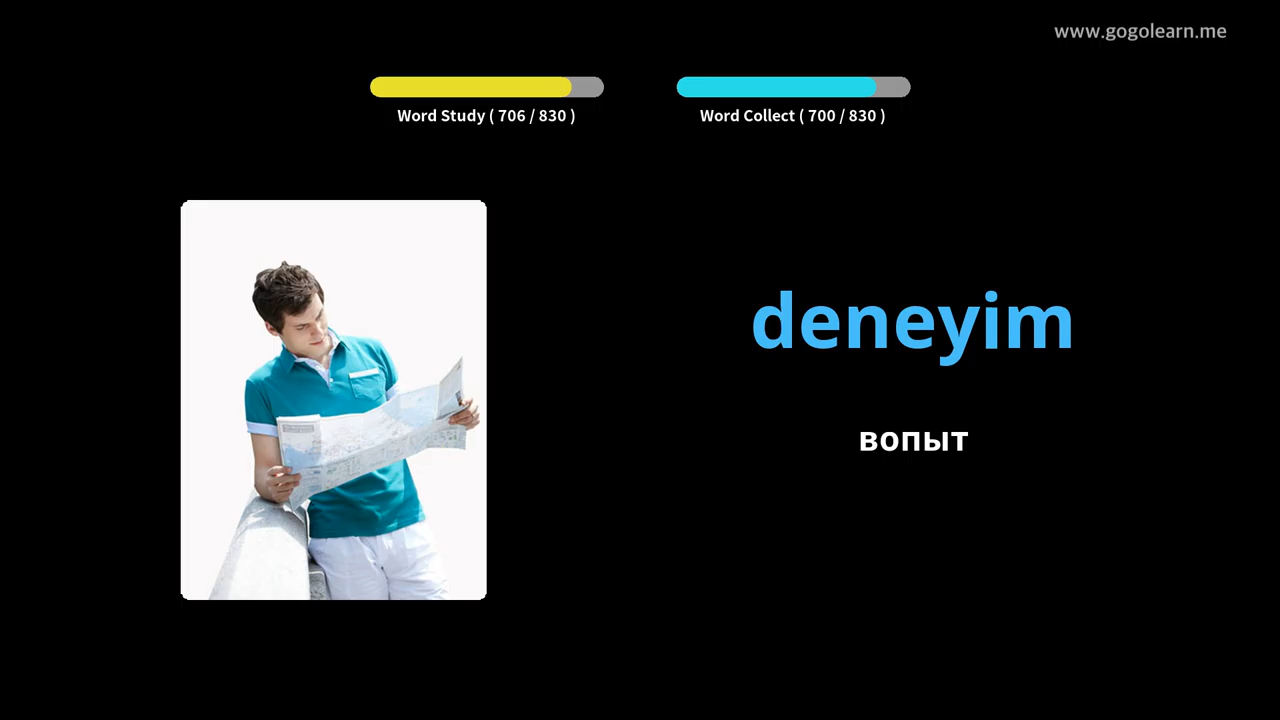 www.gogolearn.me
Word Study ( 706 / 830 )
Word Collect ( 700 / 830 )
deneyim
вопыт